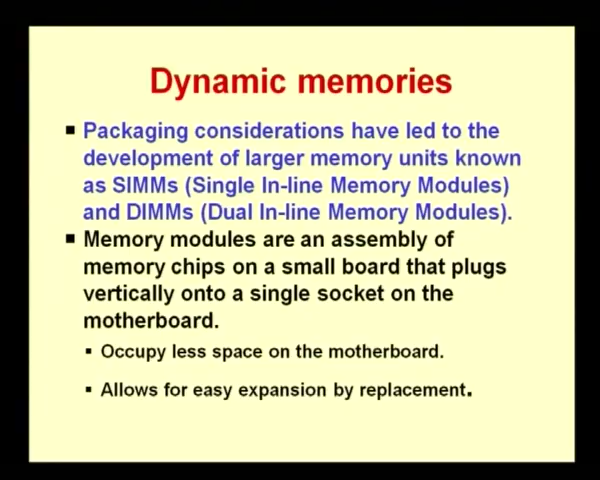 Dynamic memories
▪ Packaging considerations have led to the
development of larger memory units known
as SIMMs (Single In-line Memory Modules)
and DIMMs (Dual In-line Memory Modules).
▪ Memory modules are an assembly of
memory chips on a small board that plugs
vertically onto a single socket on the
motherboard.
▪ Occupy less space on the motherboard.
▪ Allows for easy expansion by replacement.